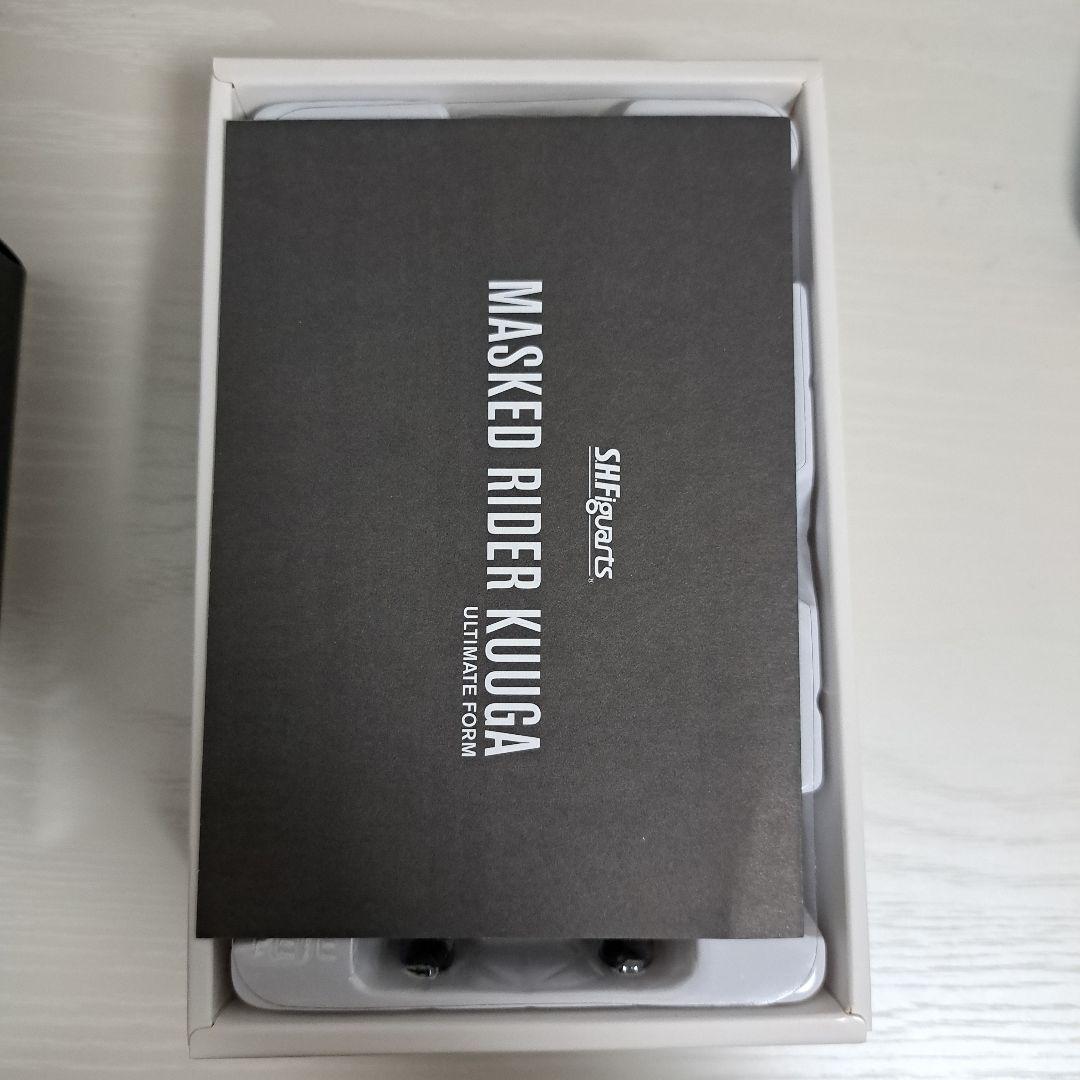 S.H.Figuarts®
MASKED RIDER KUUGA
ULTIMATE FORM